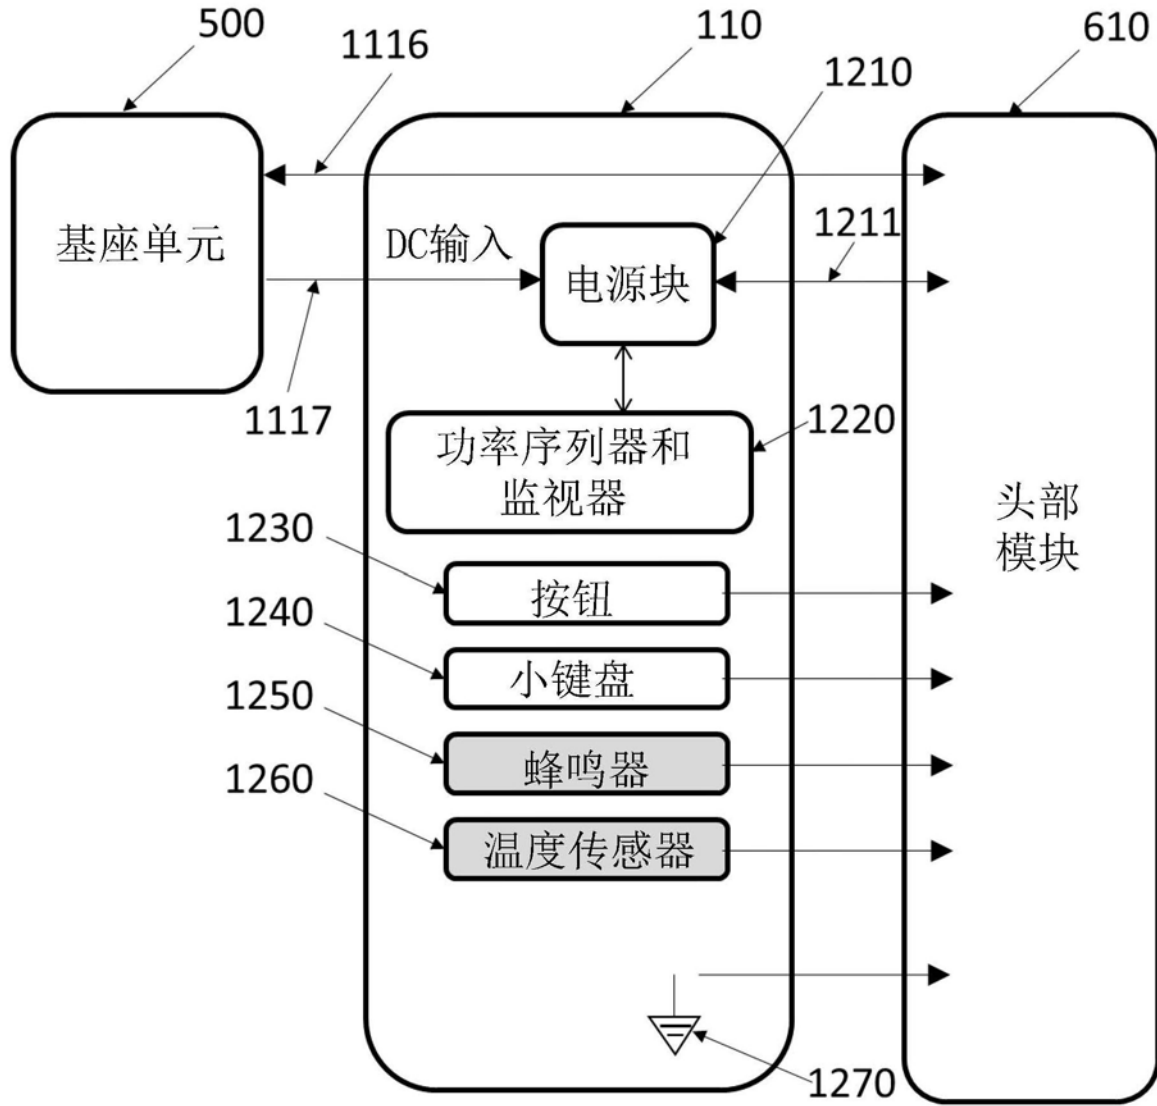 500
1116
110
610
1210
1211
基座单元
DC输入
电源块
1117
1220
功率序列器和
监视器
头部
模块
1230
按钮
1240
小键盘
1250
蜂鸣器
1260
温度传感器
1270